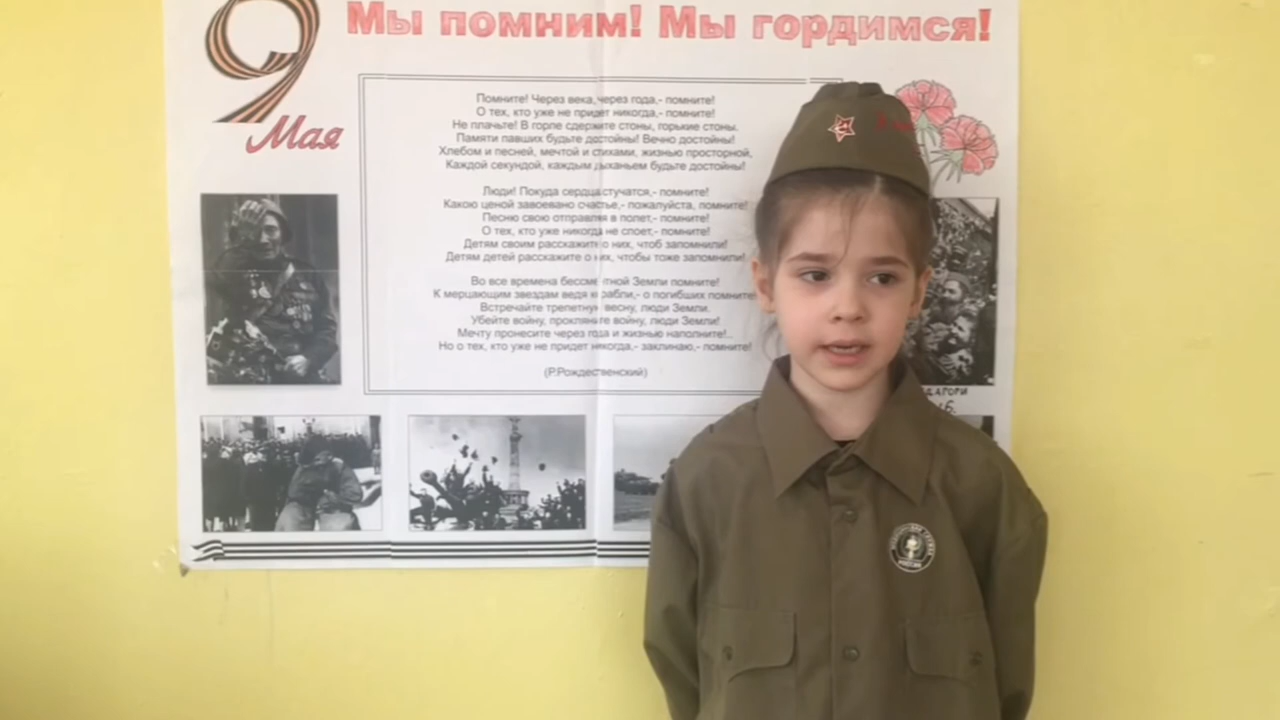 9
Мая
Мы помним! Мы гордимся!
Помните! Через века, через года,- помните!
О тех, кто уже не придет никогда,- помните!
Не плачьте! В горле сдержите стоны, горькие стоны.
Памяти павших будьте достойны! Вечно достойны!
Хлебом и песней, мечтой и стихами, жизнью просторной,
Каждой секундой, каждым дыханьем будьте достойны!
Люди! Покуда сердца стучатся,- помните!
Какою ценой завоевано счастье,- пожалуйста, помните!
Песню свою отправляя в полет,- помните!
О тех, кто уже никогда не споет,- помните!
Детям своим расскажите о них, чтоб запомнили!
Детям детей расскажите о них, чтобы тоже запомнили!
Во все времена бессмертной Земли помните!
К мерцающим звездам ведя корабли,- о погибших помните!
Встречайте трепетную весну, люди Земли.
Убейте войну, прокляните войну, люди Земли!
Мечту пронесите через года и жизнью наполните!..
Но о тех, кто уже не придет никогда,- заклинаю,- помните!
(Р.Рождественский)